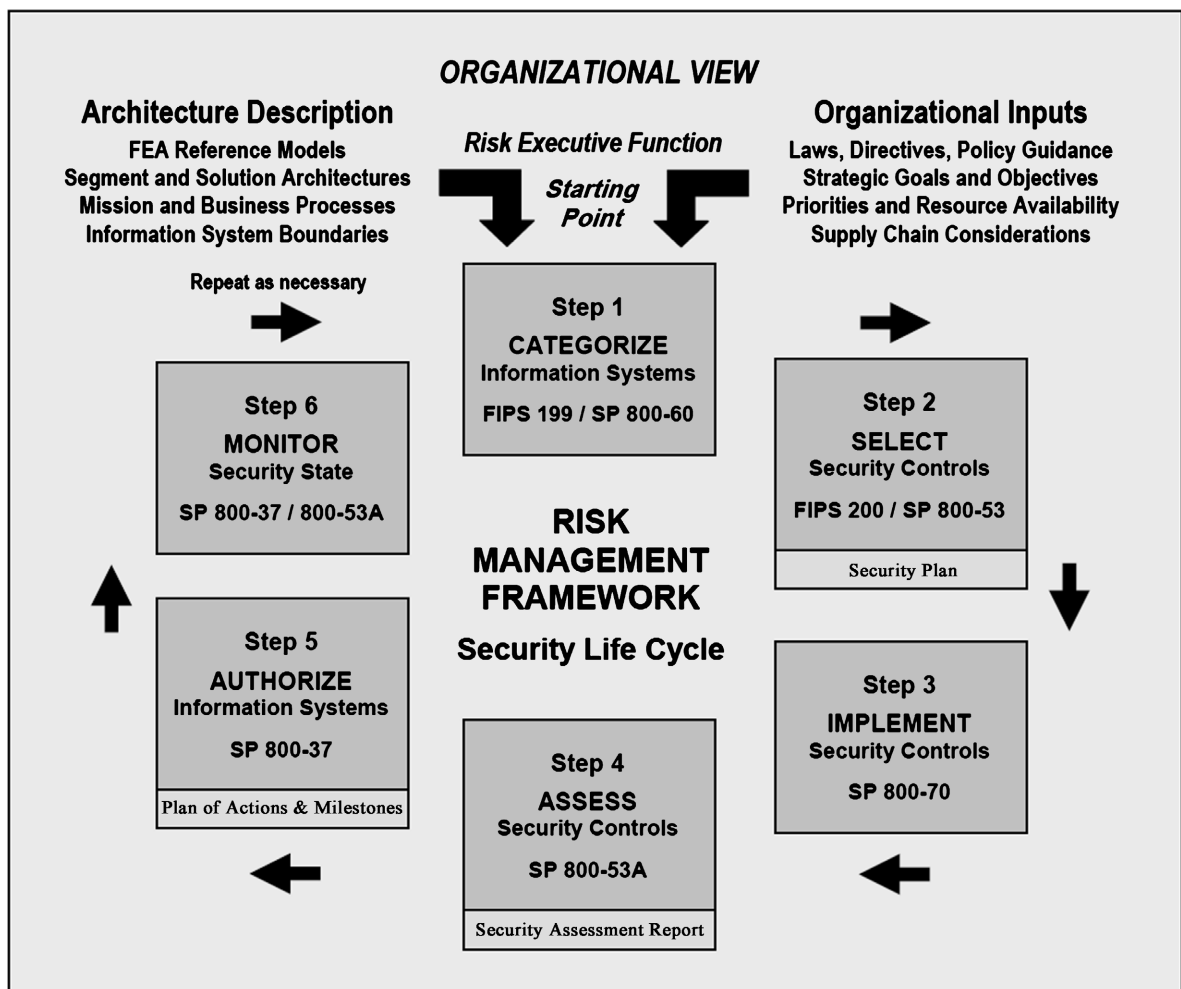 ORGANIZATIONAL VIEW
Architecture Description
FEA Reference Models
Segment and Solution Architectures
Mission and Business Processes
Information System Boundaries
Risk Executive Function
Starting
Point
Organizational Inputs
Laws, Directives, Policy Guidance
Strategic Goals and Objectives
Priorities and Resource Availability
Supply Chain Considerations
Repeat as necessary
Step 1
CATEGORIZE
Information Systems
FIPS 199 / SP 800-60
Step 2
SELECT
Security Controls
FIPS 200 / SP 800-53
Security Plan
Step 3
IMPLEMENT
Security Controls
SP 800-70
Step 4
ASSESS
Security Controls
SP 800-53A
Security Assessment Report
Step 5
AUTHORIZE
Information Systems
SP 800-37
Plan of Actions & Milestones
Step 6
MONITOR
Security State
SP 800-37 / 800-53A
RISK
MANAGEMENT
FRAMEWORK
Security Life Cycle